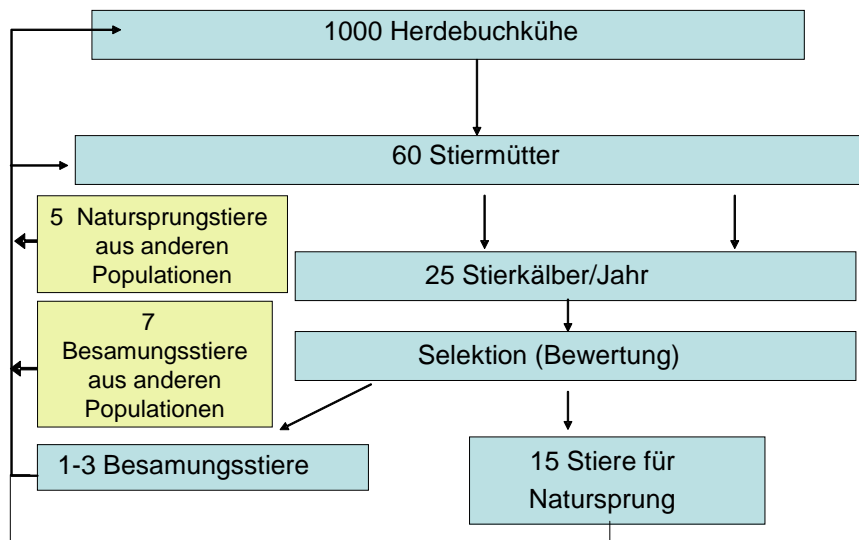 1000 Herdebuchkühe
60 Stiermütter
5 Natursprungstiere
aus anderen
Populationen
25 Stierkälber/Jahr
7
Besamungsstiere
aus anderen
Populationen
Selektion (Bewertung)
1-3 Besamungsstiere
15 Stiere für
Natursprung